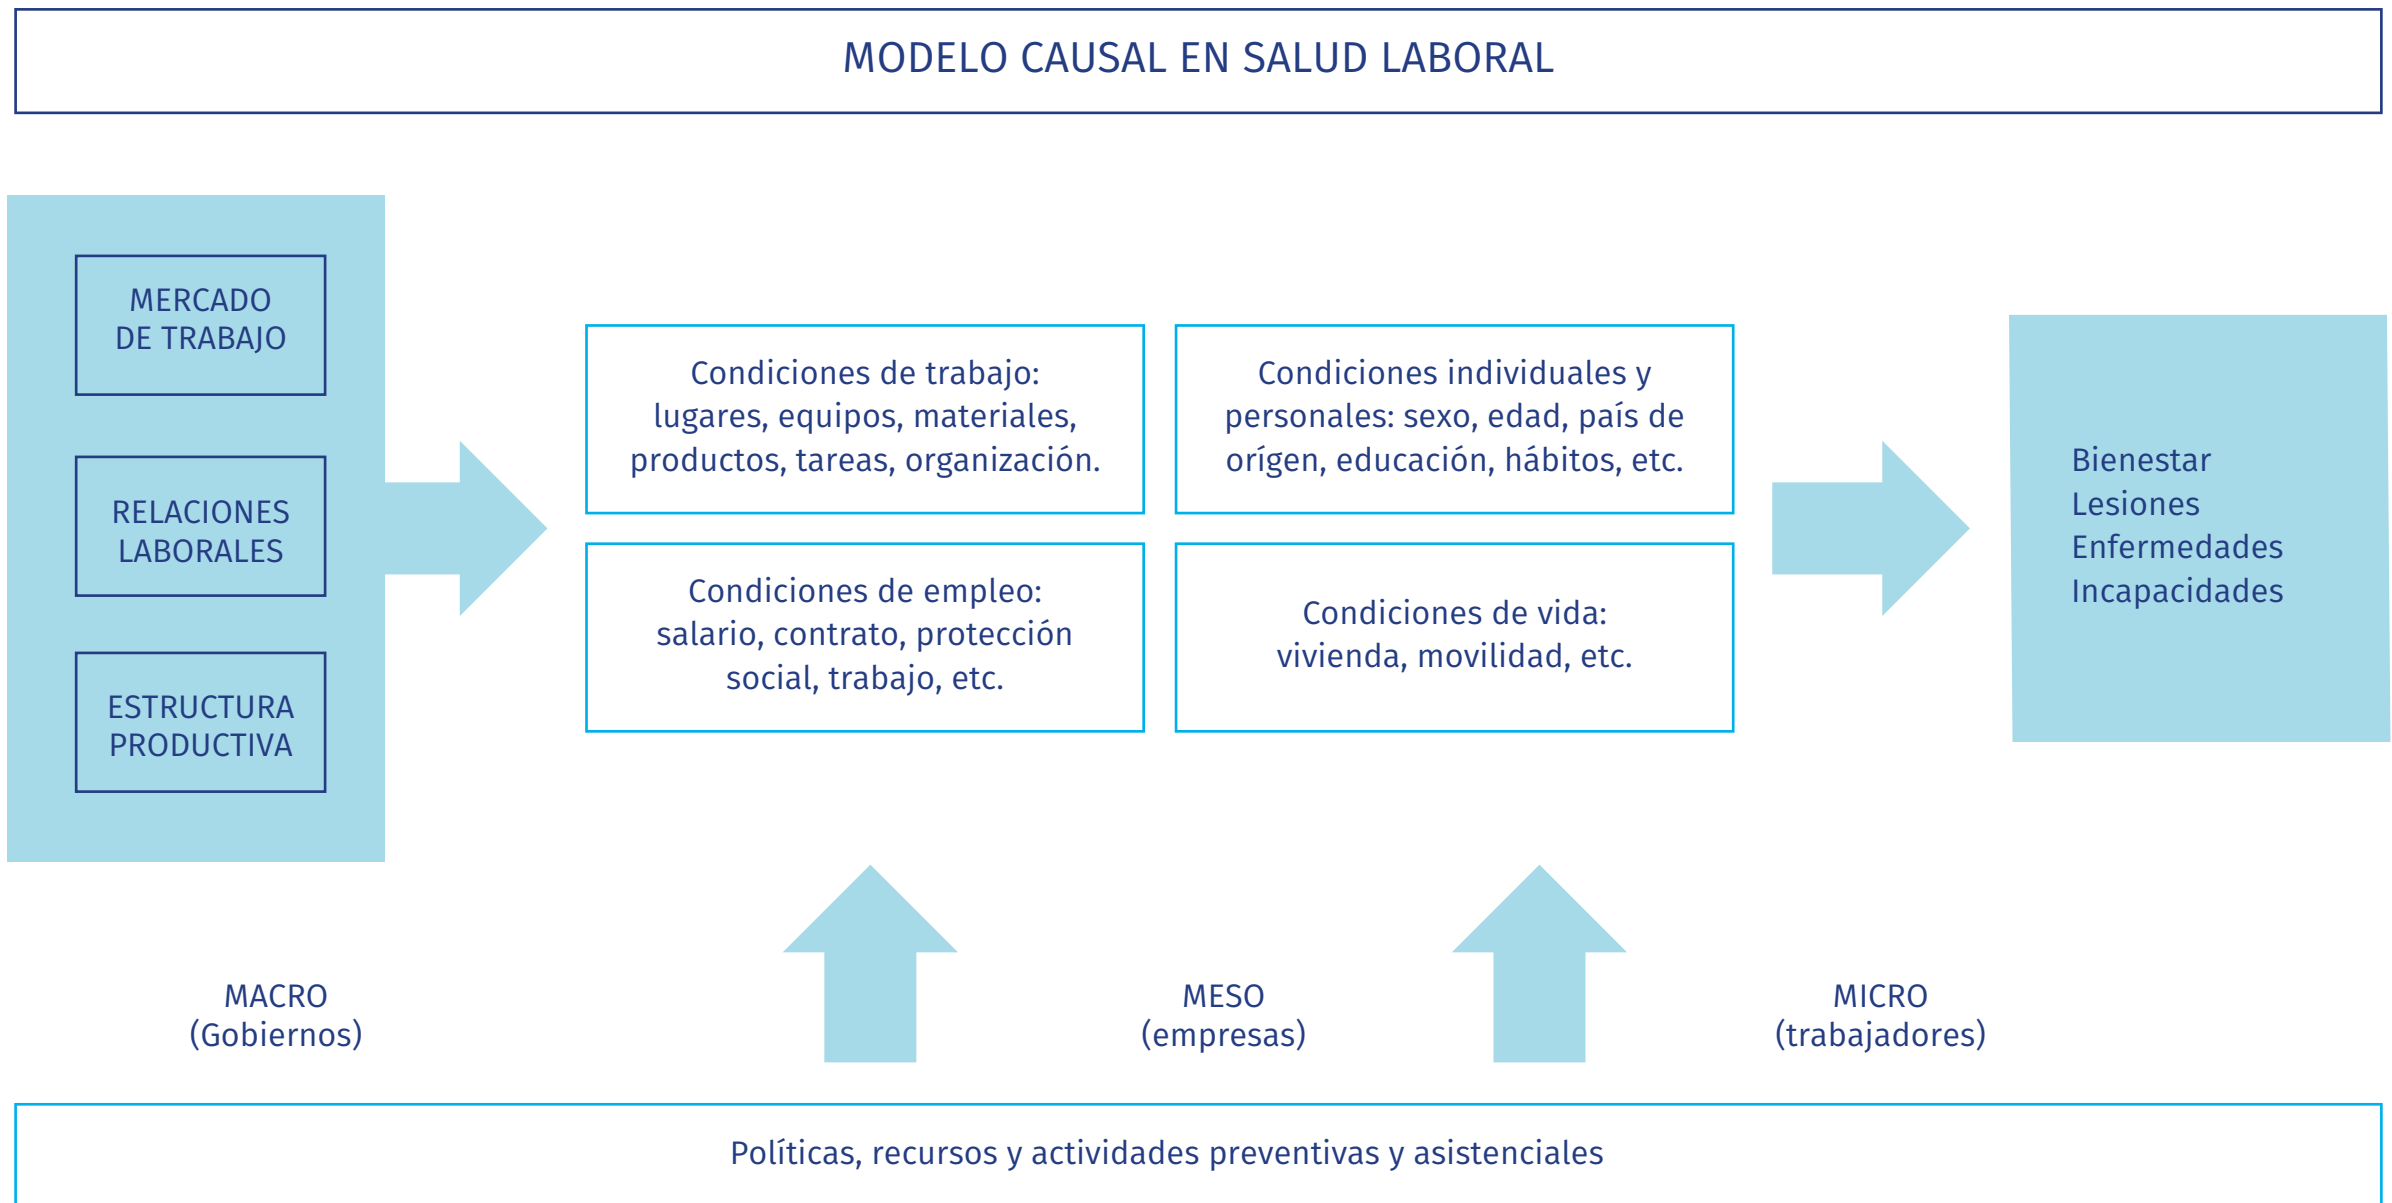 MODELO CAUSAL EN SALUD LABORAL
MERCADO
DE TRABAJO
RELACIONES
LABORALES
ESTRUCTURA
PRODUCTIVA
Condiciones de trabajo:
lugares, equipos, materiales,
productos, tareas, organización.
Condiciones individuales y
personales: sexo, edad, país de
orígen, educación, hábitos, etc.
Condiciones de empleo:
salario, contrato, protección
social, trabajo, etc.
Condiciones de vida:
vivienda, movilidad, etc.
Bienestar
Lesiones
Enfermedades
Incapacidades
MACRO
(Gobiernos)
MESO
(empresas)
MICRO
(trabajadores)
Políticas, recursos y actividades preventivas y asistenciales